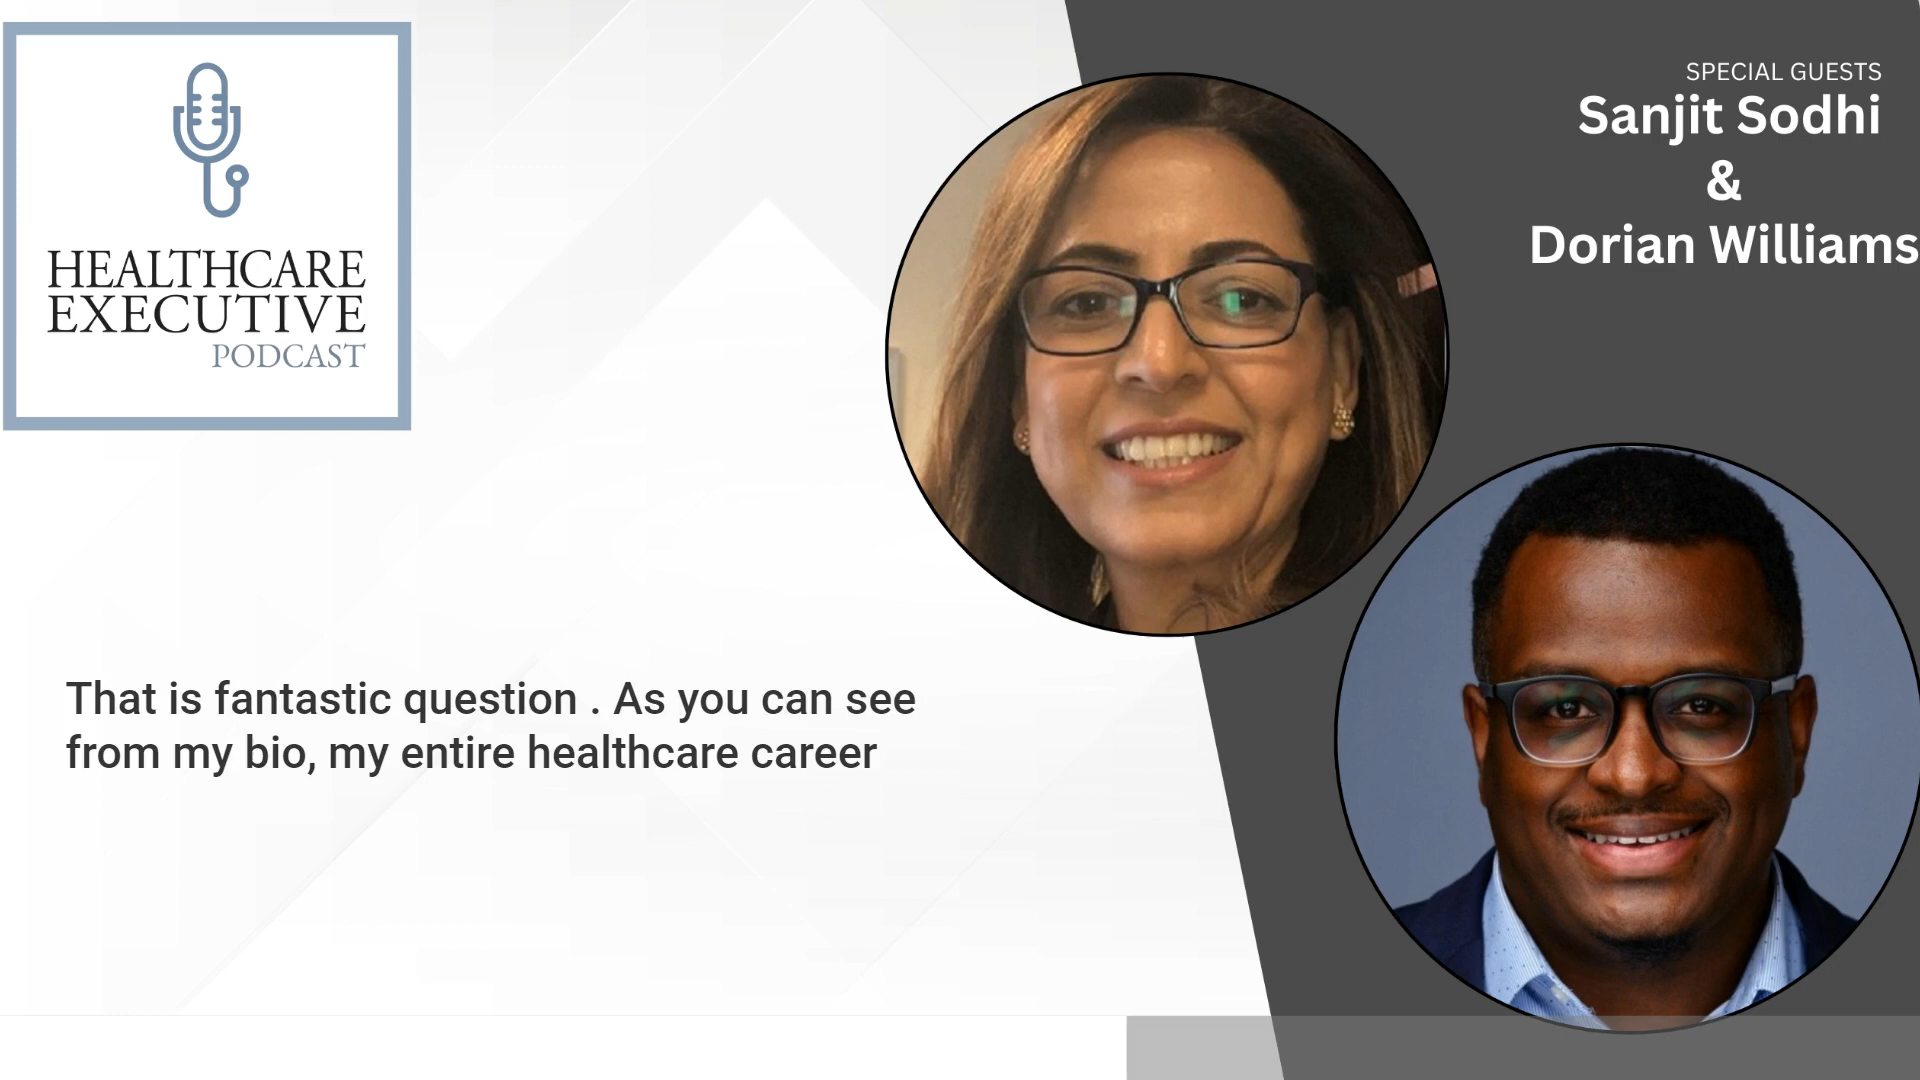 HEALTHCARE
EXECUTIVE
PODCAST
SPECIAL GUESTS
Sanjit Sodhi
&
Dorian Williams
That is fantastic question . As you can see
from my bio, my entire healthcare career